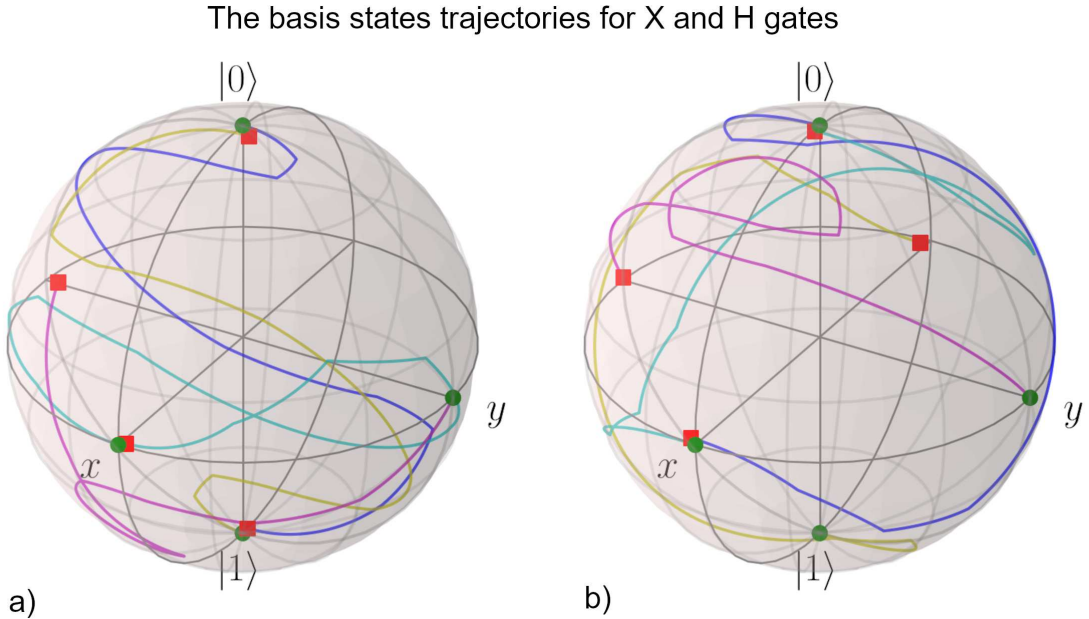 The basis states trajectories for X and H gates
|0⟩ |0⟩
y y
x x
|1⟩ |1⟩
a) b)